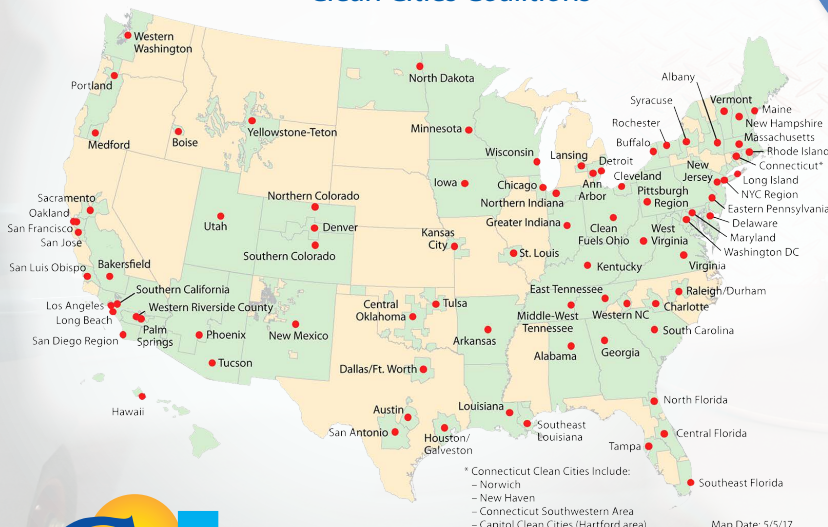 Clean Cities Coalitions
Western
Washington
Portland
Medford
Boise
Yellowstone-Teton
North Dakota
Minnesota
Wisconsin
Iowa
Chicago
Northern Indiana
Greater Indiana
Lansing
Detroit
Ann
Arbor
Cleveland
Clean
Fuels Ohio
Pittsburgh
Region
West
Virginia
Kentucky
Virginia
Albany
Syracuse
Rochester
Buffalo
Vermont
Maine
New Hampshire
Massachusetts
Rhode Island
Connecticut*
Long Island
New
Jersey
NYC Region
Eastern Pennsylvania
Delaware
Maryland
Washington DC
Sacramento
Oakland
San Francisco
San Jose
San Luis Obispo
Bakersfield
Southern California
Los Angeles
Western Riverside County
Long Beach
Palm
Springs
San Diego Region
Utah
Northern Colorado
Denver
Southern Colorado
Phoenix
Tucson
New Mexico
Kansas
City
St. Louis
Central
Oklahoma
Tulsa
Arkansas
Dallas/Ft. Worth
Austin
San Antonio
Houston/
Galveston
Louisiana
Southeast
Louisiana
East Tennessee
Middle-West
Tennessee
Western NC
Raleigh/Durham
Charlotte
South Carolina
Alabama
Georgia
North Florida
Central Florida
Tampa
Southeast Florida
Hawaii
* Connecticut Clean Cities Include:
– Norwich
– New Haven
– Connecticut Southwestern Area
– Capitol Clean Cities (Hartford area)
Map Date: 5/5/17